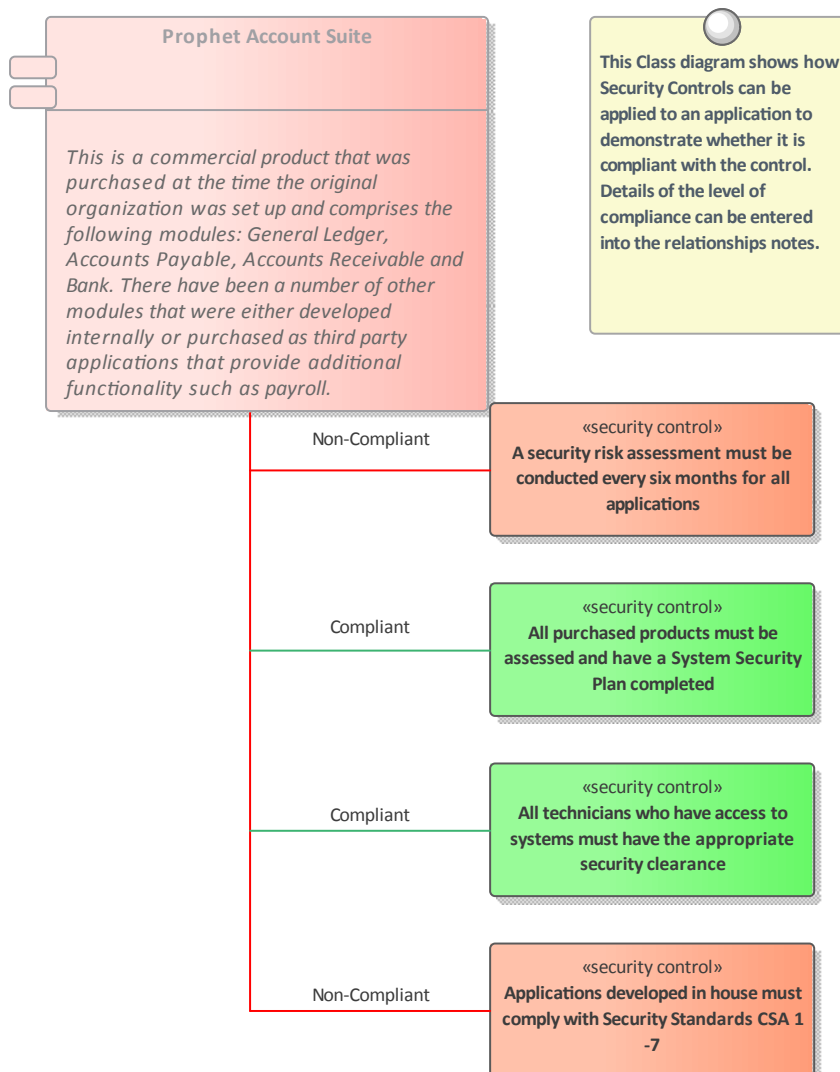 Prophet Account Suite
This is a commercial product that was
purchased at the time the original
organization was set up and comprises the
following modules: General Ledger,
Accounts Payable, Accounts Receivable and
Bank. There have been a number of other
modules that were either developed
internally or purchased as third party
applications that provide additional
functionality such as payroll.
This Class diagram shows how
Security Controls can be
applied to an application to
demonstrate whether it is
compliant with the control.
Details of the level of
compliance can be entered
into the relationships notes.
Non-Compliant
«security control»
A security risk assessment must be
conducted every six months for all
applications
Compliant
«security control»
All purchased products must be
assessed and have a System Security
Plan completed
Compliant
«security control»
All technicians who have access to
systems must have the appropriate
security clearance
Non-Compliant
«security control»
Applications developed in house must
comply with Security Standards CSA 1
-7